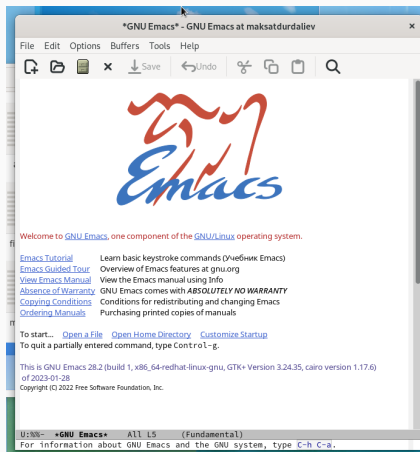 *GNU Emacs* - GNU Emacs at maksatdurdaliev ×
File Edit Options Buffers Tools Help
Save Undo
Emacs
Welcome to GNU Emacs, one component of the GNU/Linux operating system.
Emacs Tutorial Learn basic keystroke commands (Учебник Emacs)
Emacs Guided Tour Overview of Emacs features at gnu.org
View Emacs Manual View the Emacs manual using Info
Absence of Warranty GNU Emacs comes with ABSOLUTELY NO WARRANTY
Copying Conditions Conditions for redistributing and changing Emacs
Ordering Manuals Purchasing printed copies of manuals
To start... Open a File Open Home Directory Customize Startup
To quit a partially entered command, type Control-g.
This is GNU Emacs 28.2 (build 1, x86_64-redhat-linux-gnu, GTK+ Version 3.24.35, cairo version 1.17.6)
of 2023-01-28
Copyright (C) 2022 Free Software Foundation, Inc.
U:%%- *GNU Emacs* All L5 (Fundamental)
For information about GNU Emacs and the GNU system, type C-h C-a.